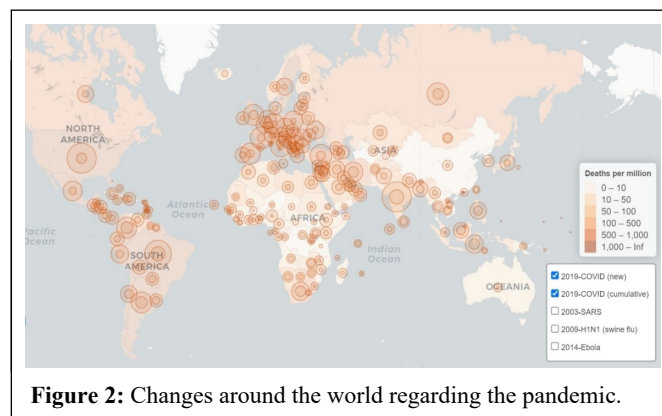 NORTH
AMERICA
ASIA
Atlantic
Ocean
AFRICA
Pacific
Ocean
Indian
Ocean
SOUTH
AMERICA
OCEANIA
Deaths per million
0 – 10
10 – 50
50 – 100
100 – 500
500 – 1,000
1,000 – Inf
2019-COVID (new)
2019-COVID (cumulative)
2003-SARS
2009-H1N1 (swine flu)
2014-Ebola
Figure 2: Changes around the world regarding the pandemic.